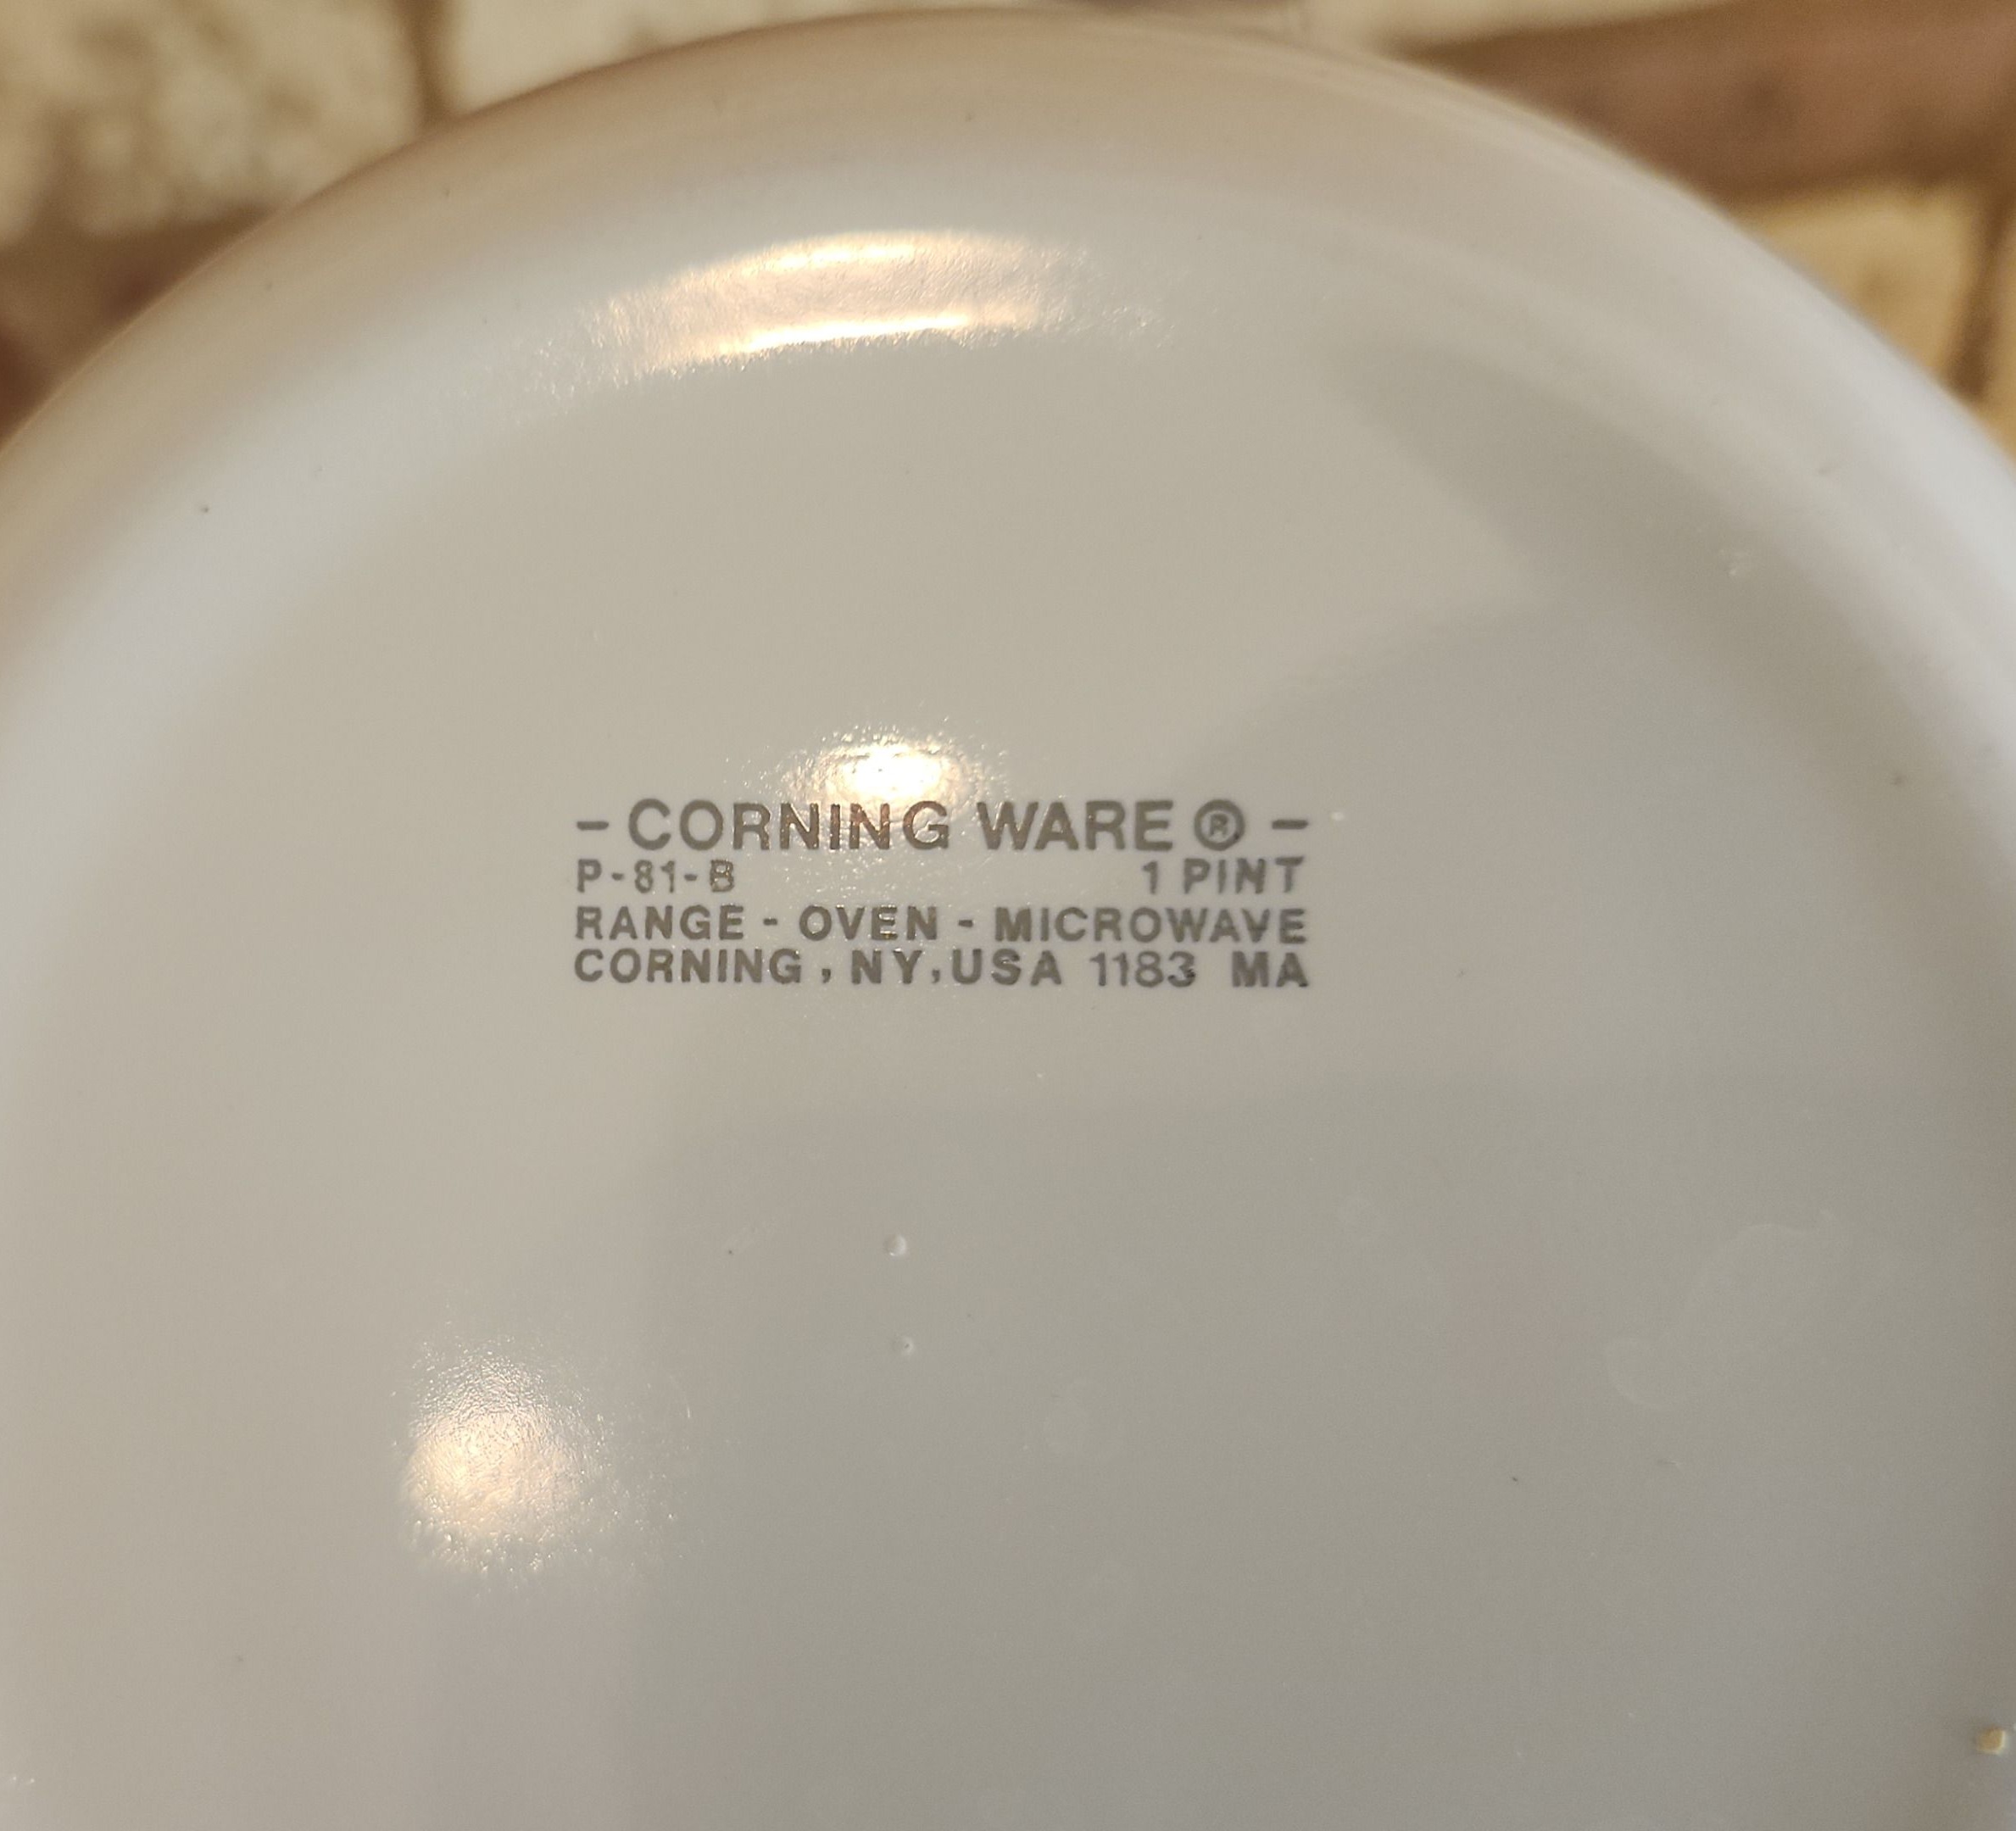 - CORNING WARE ® -
P-81-B 1 PINT
RANGE - OVEN - MICROWAVE
CORNING, NY, USA 1183 MA